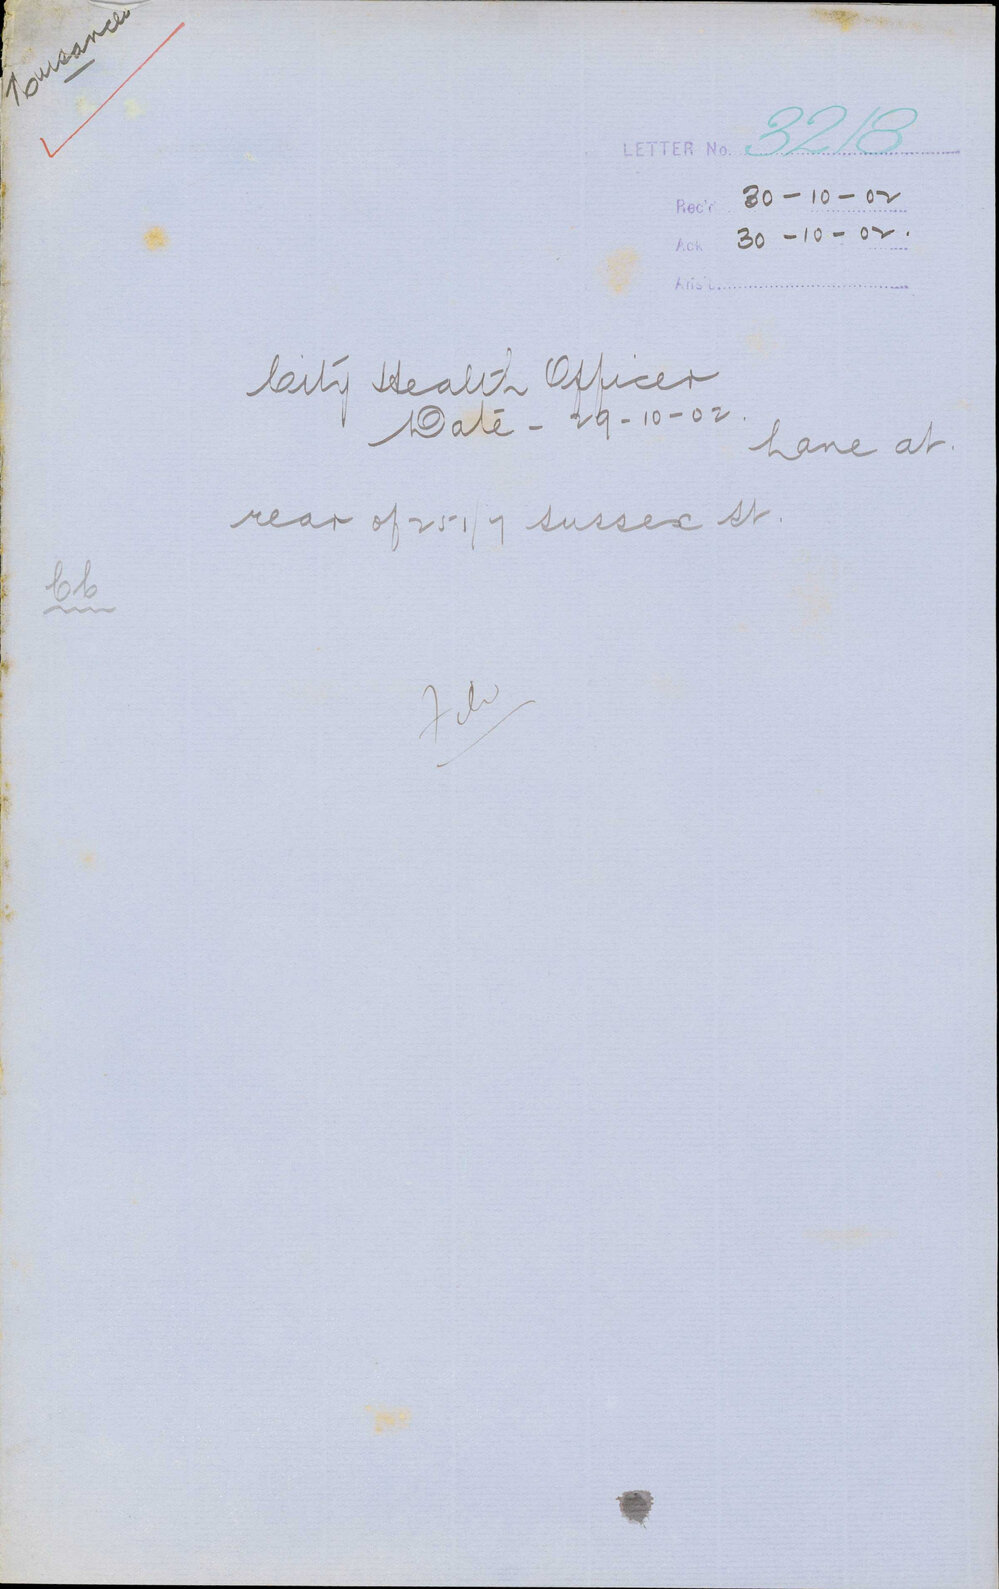 Nuisances
LETTER No. 3218
Rec'd 30-10-02
Ack 30-10-02.
Ans'd
City Health Officer
Date - 29-10-02.
Lane at
rear of 251/7 Sussex St.
File